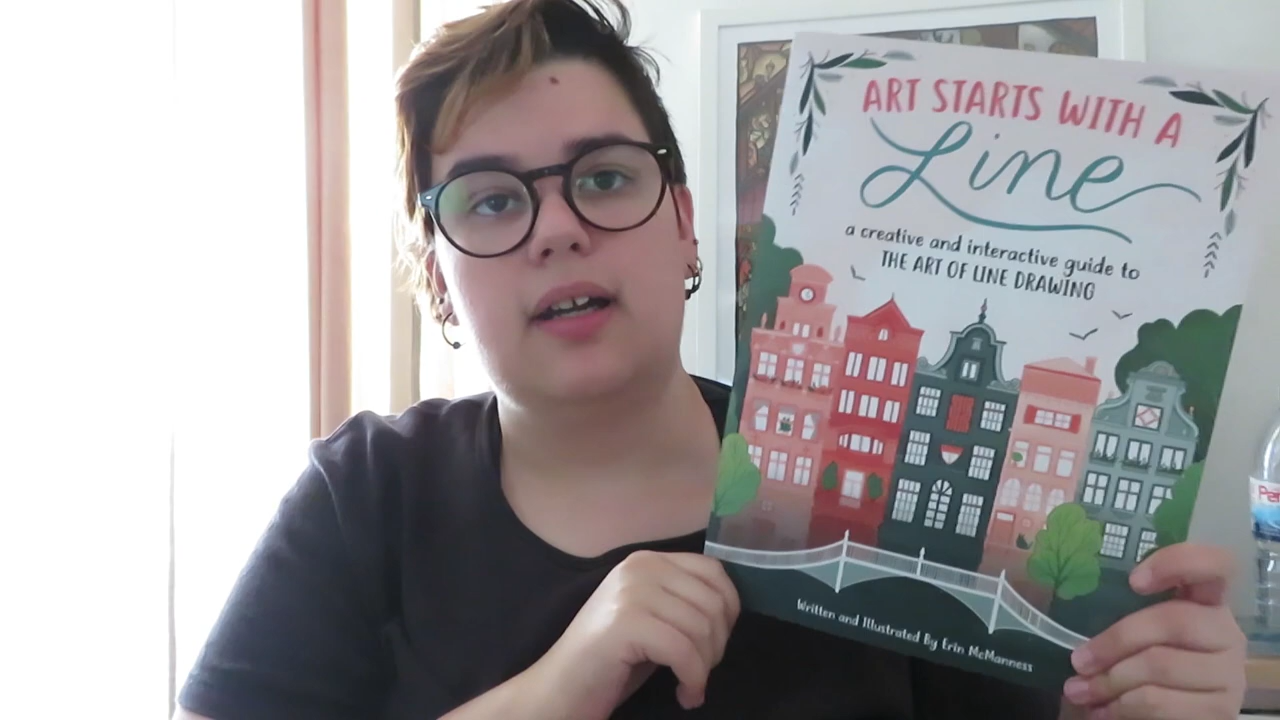 ART STARTS WITH A
Line
a creative and interactive guide to
THE ART OF LINE DRAWING
Written and Illustrated By Erin McManness